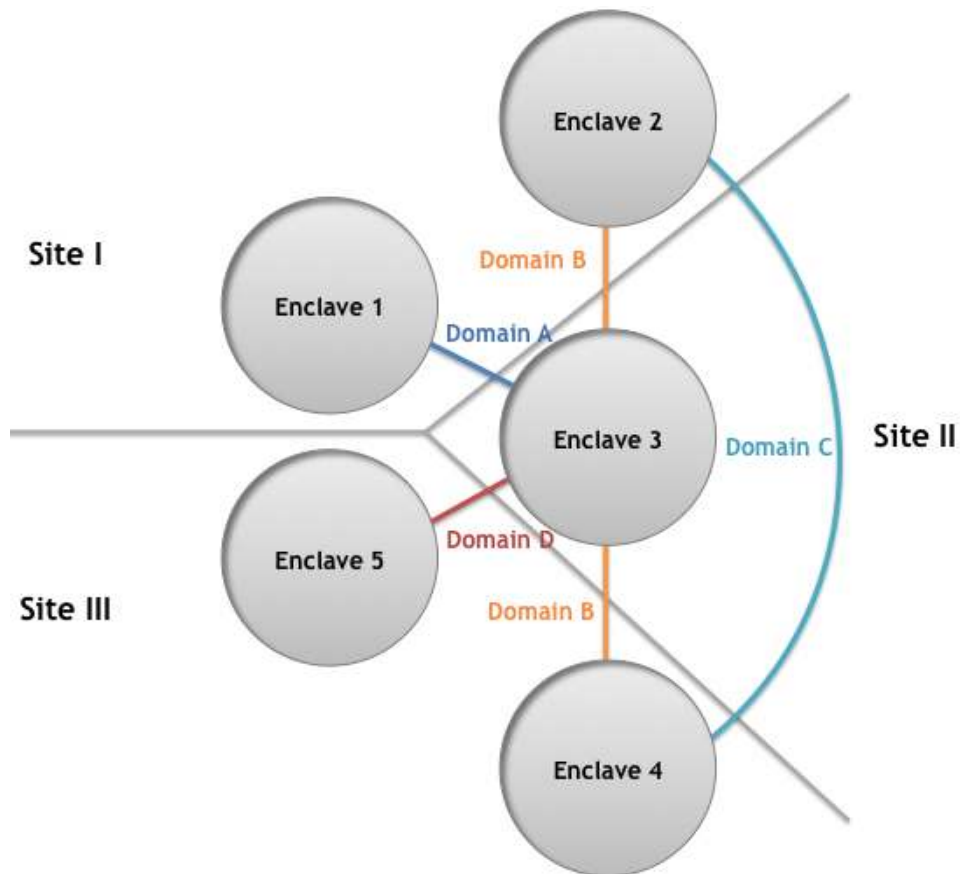 Enclave 2
Site I
Domain B
Enclave 1
Domain A
Enclave 3
Domain C
Site II
Domain D
Enclave 5
Site III
Domain B
Enclave 4